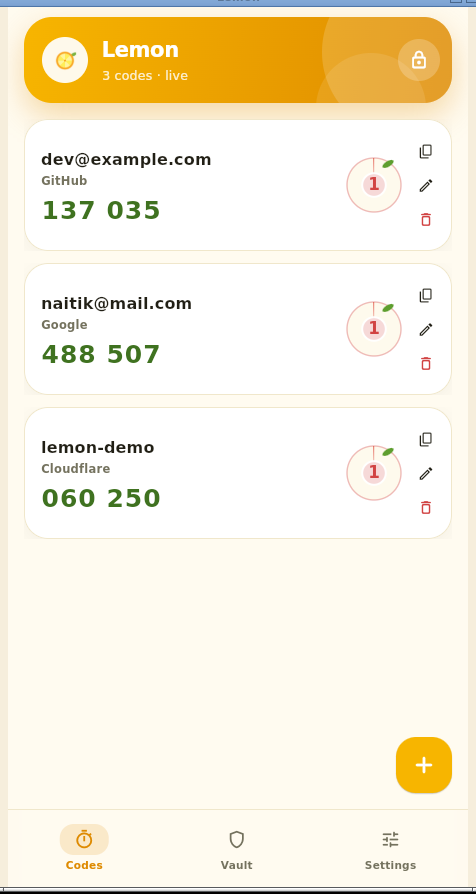 Lemon
3 codes · live
dev@example.com
GitHub
137 035
1
naitik@mail.com
Google
488 507
1
lemon-demo
Cloudflare
060 250
1
Codes
Vault
Settings